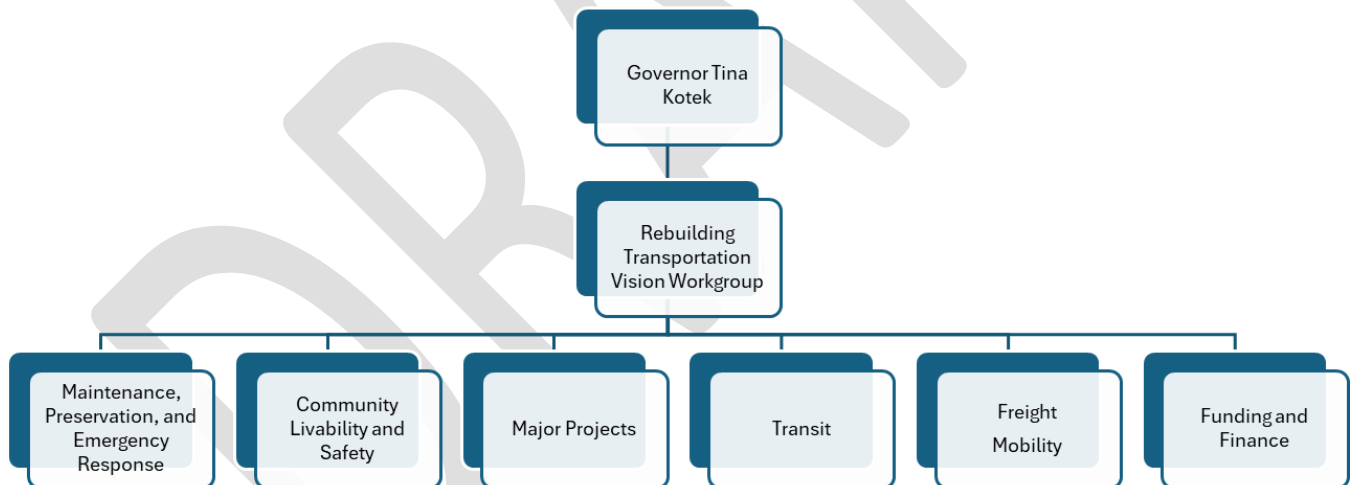 Governor Tina
Kotek
Rebuilding
Transportation
Vision Workgroup
Maintenance,
Preservation, and
Emergency
Response
Community
Livability and
Safety
Major Projects
Transit
Freight
Mobility
Funding and
Finance